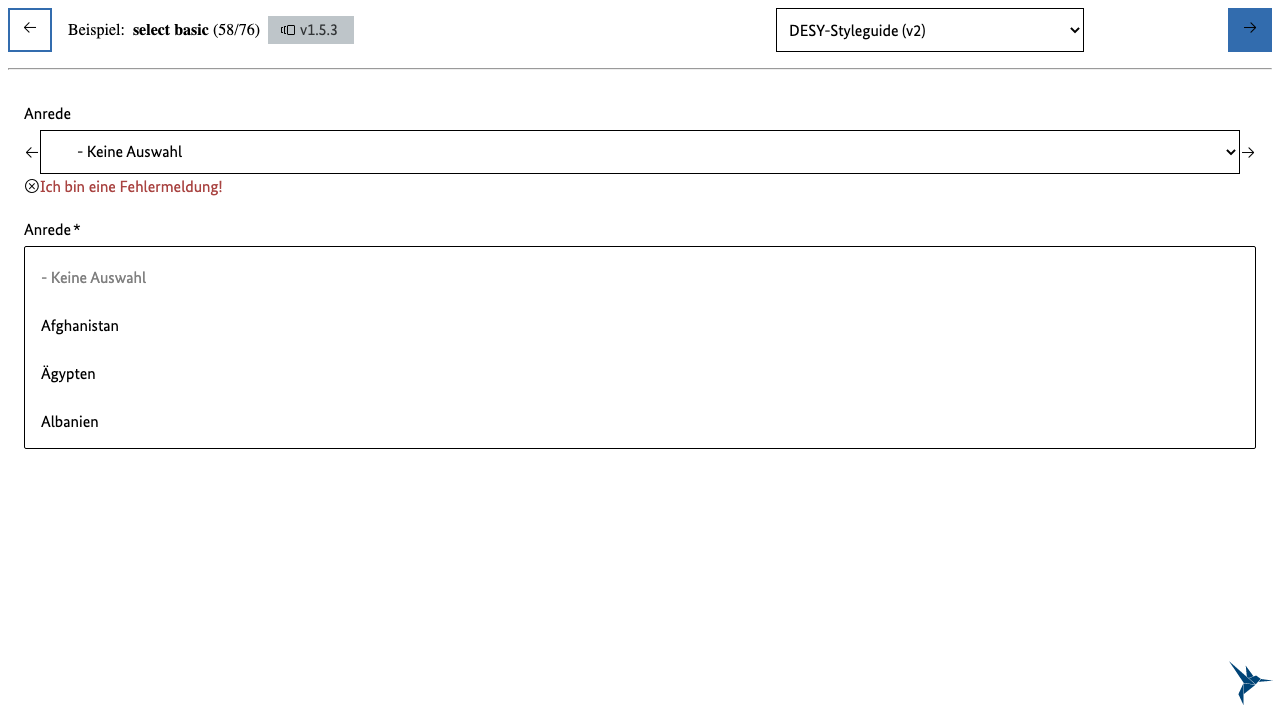 ← Beispiel: select basic (58/76) v1.5.3 DESY-Styleguide (v2) →
Anrede
← - Keine Auswahl →
Ich bin eine Fehlermeldung!
Anrede *
- Keine Auswahl
Afghanistan
Ägypten
Albanien